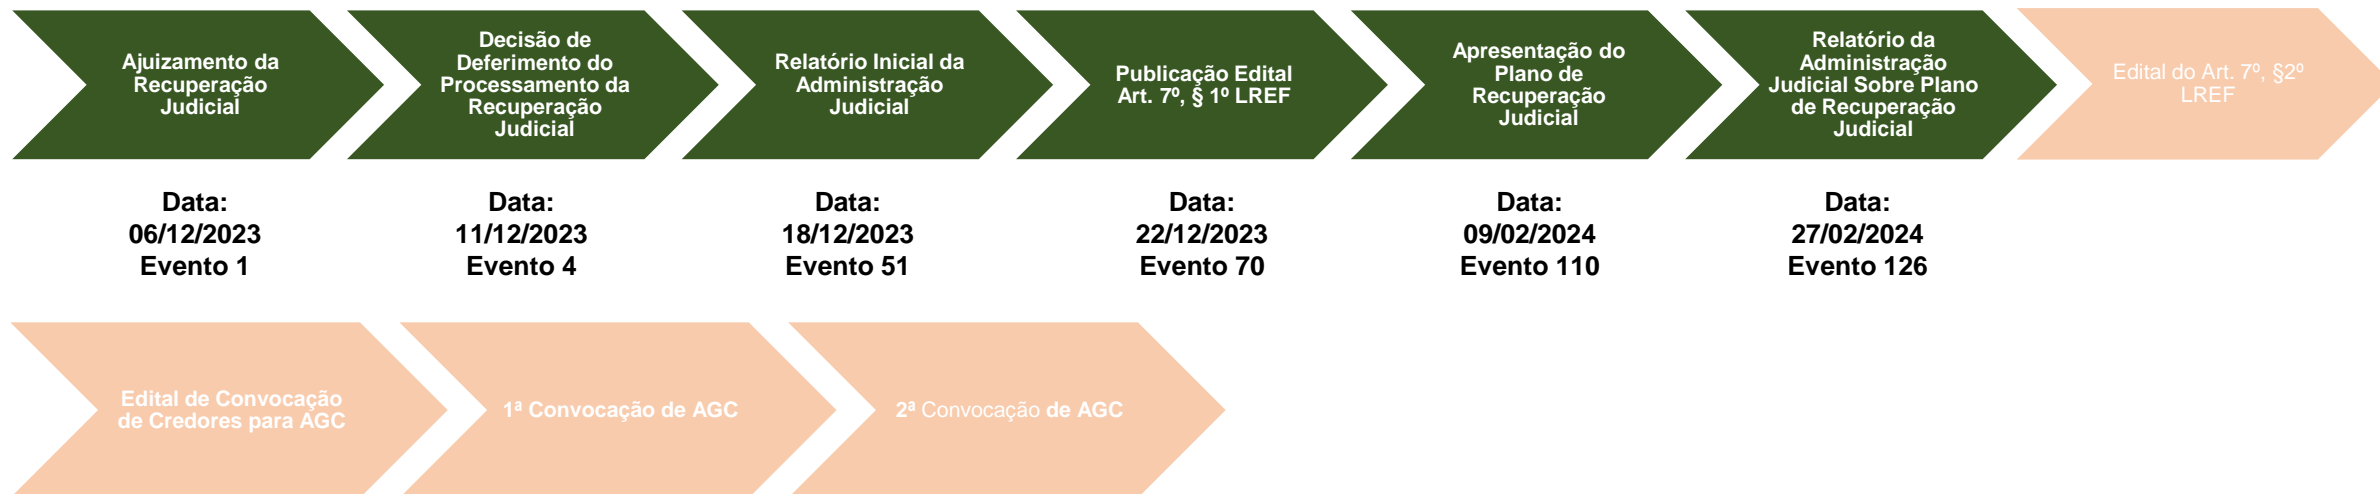 Ajuizamento da
Recuperação
Judicial
Decisão de
Deferimento do
Processamento da
Recuperação
Judicial
Relatório Inicial da
Administração
Judicial
Publicação Edital
Art. 7º, § 1º LREF
Apresentação do
Plano de
Recuperação
Judicial
Relatório da
Administração
Judicial Sobre Plano
de Recuperação
Judicial
Edital do Art. 7º, §2º
LREF
Data:
06/12/2023
Evento 1
Data:
11/12/2023
Evento 4
Data:
18/12/2023
Evento 51
Data:
22/12/2023
Evento 70
Data:
09/02/2024
Evento 110
Data:
27/02/2024
Evento 126
Edital de Convocação
de Credores para AGC
1ª Convocação de AGC
2ª Convocação de AGC